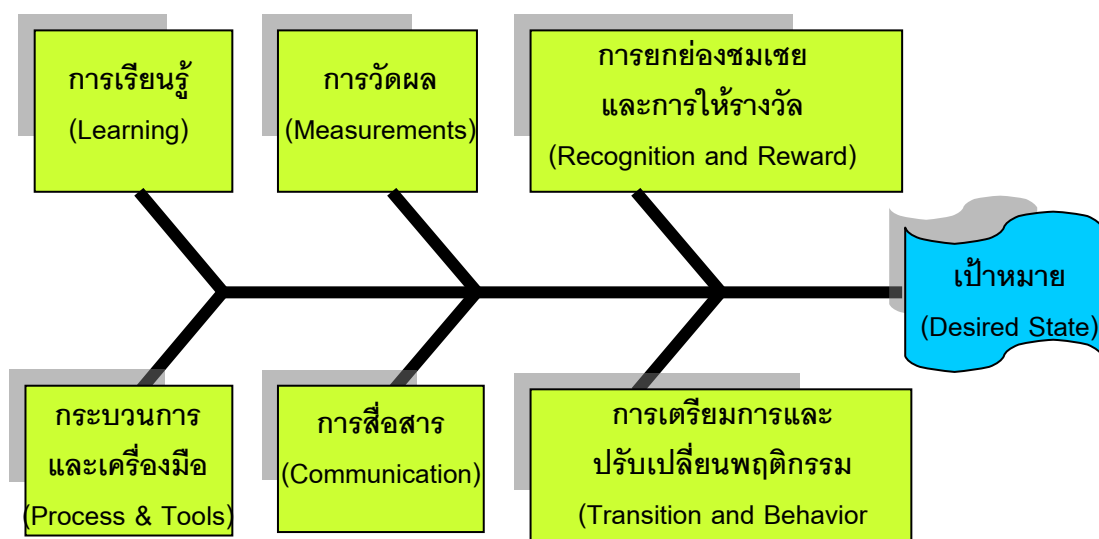 การเรียนรู้
(Learning)
การวัดผล
(Measurements)
การยกย่องชมเชย
และการให้รางวัล
(Recognition and Reward)
เป้าหมาย
(Desired State)
กระบวนการ
และเครื่องมือ
(Process & Tools)
การสื่อสาร
(Communication)
การเตรียมการและ
ปรับเปลี่ยนพฤติกรรม
(Transition and Behavior